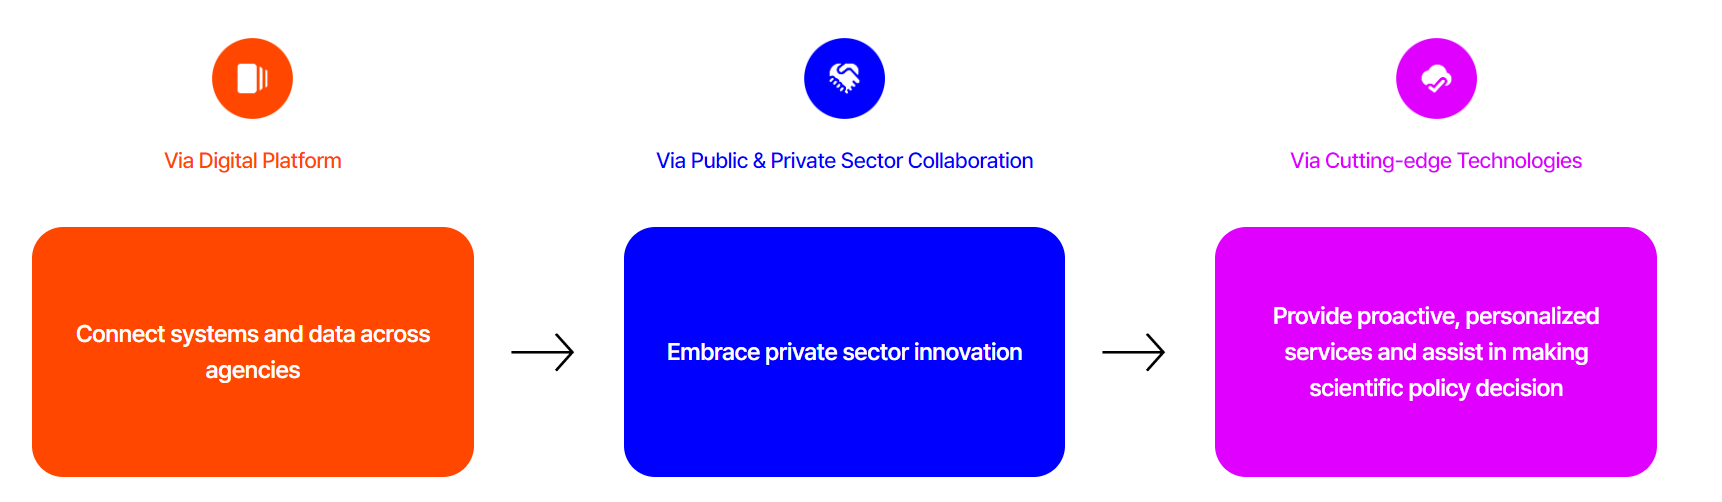 Via Digital Platform
Via Public & Private Sector Collaboration
Via Cutting-edge Technologies
Connect systems and data across
agencies
Embrace private sector innovation
Provide proactive, personalized
services and assist in making
scientific policy decision